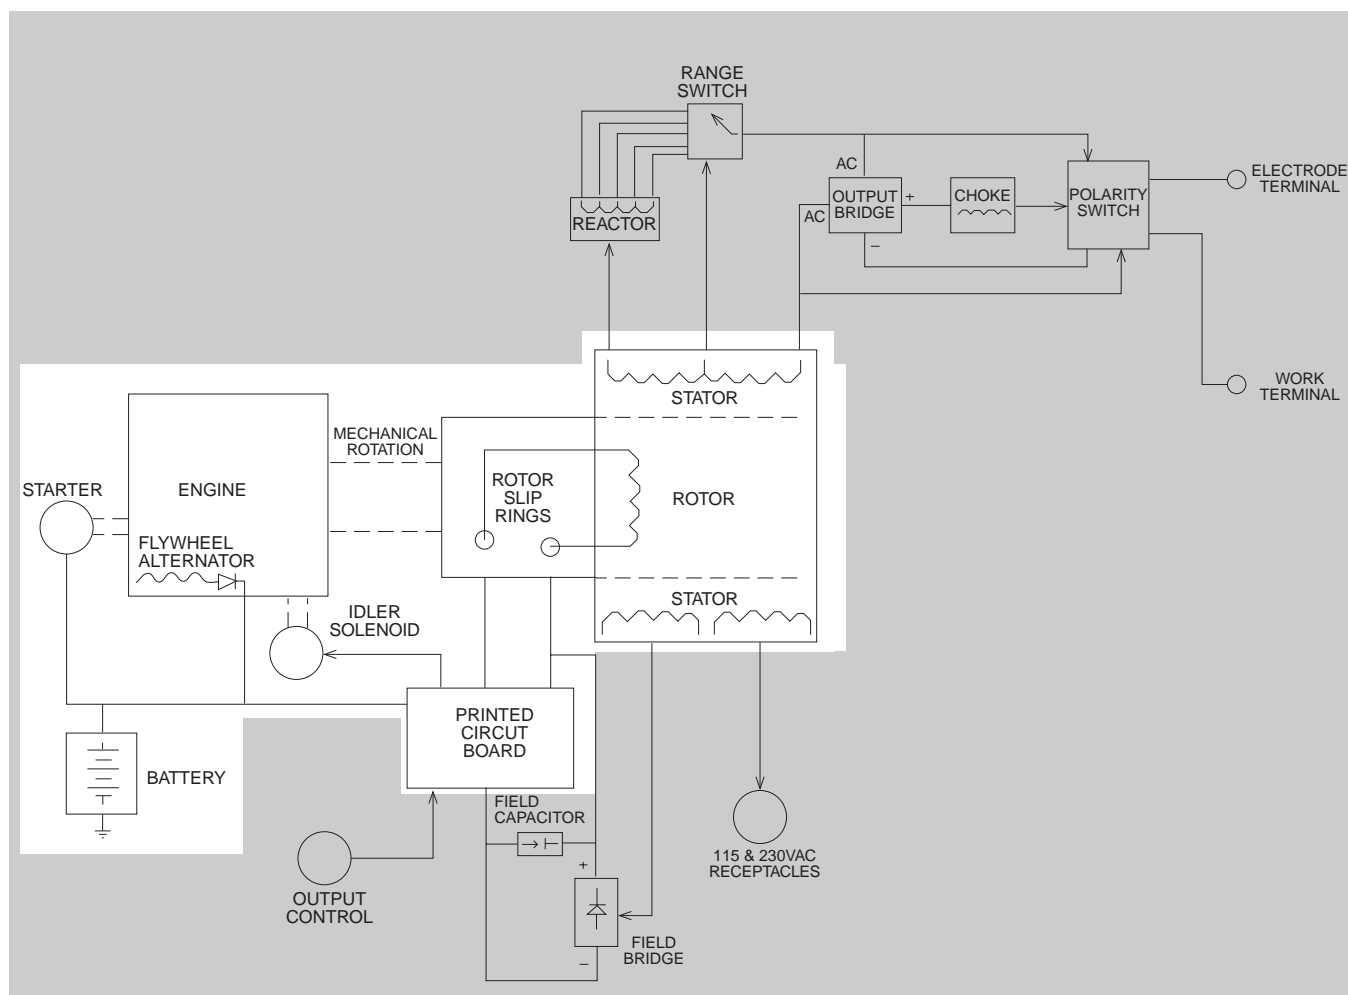 RANGE
SWITCH
AC
OUTPUT
BRIDGE
AC
+
–
CHOKE
POLARITY
SWITCH
ELECTRODE
TERMINAL
REACTOR
WORK
TERMINAL
STATOR
MECHANICAL
ROTATION
STARTER
ENGINE
ROTOR
SLIP
RINGS
ROTOR
FLYWHEEL
ALTERNATOR
STATOR
IDLER
SOLENOID
PRINTED
CIRCUT
BOARD
BATTERY
FIELD
CAPACITOR
115 & 230VAC
RECEPTACLES
+
OUTPUT
CONTROL
FIELD
BRIDGE
–